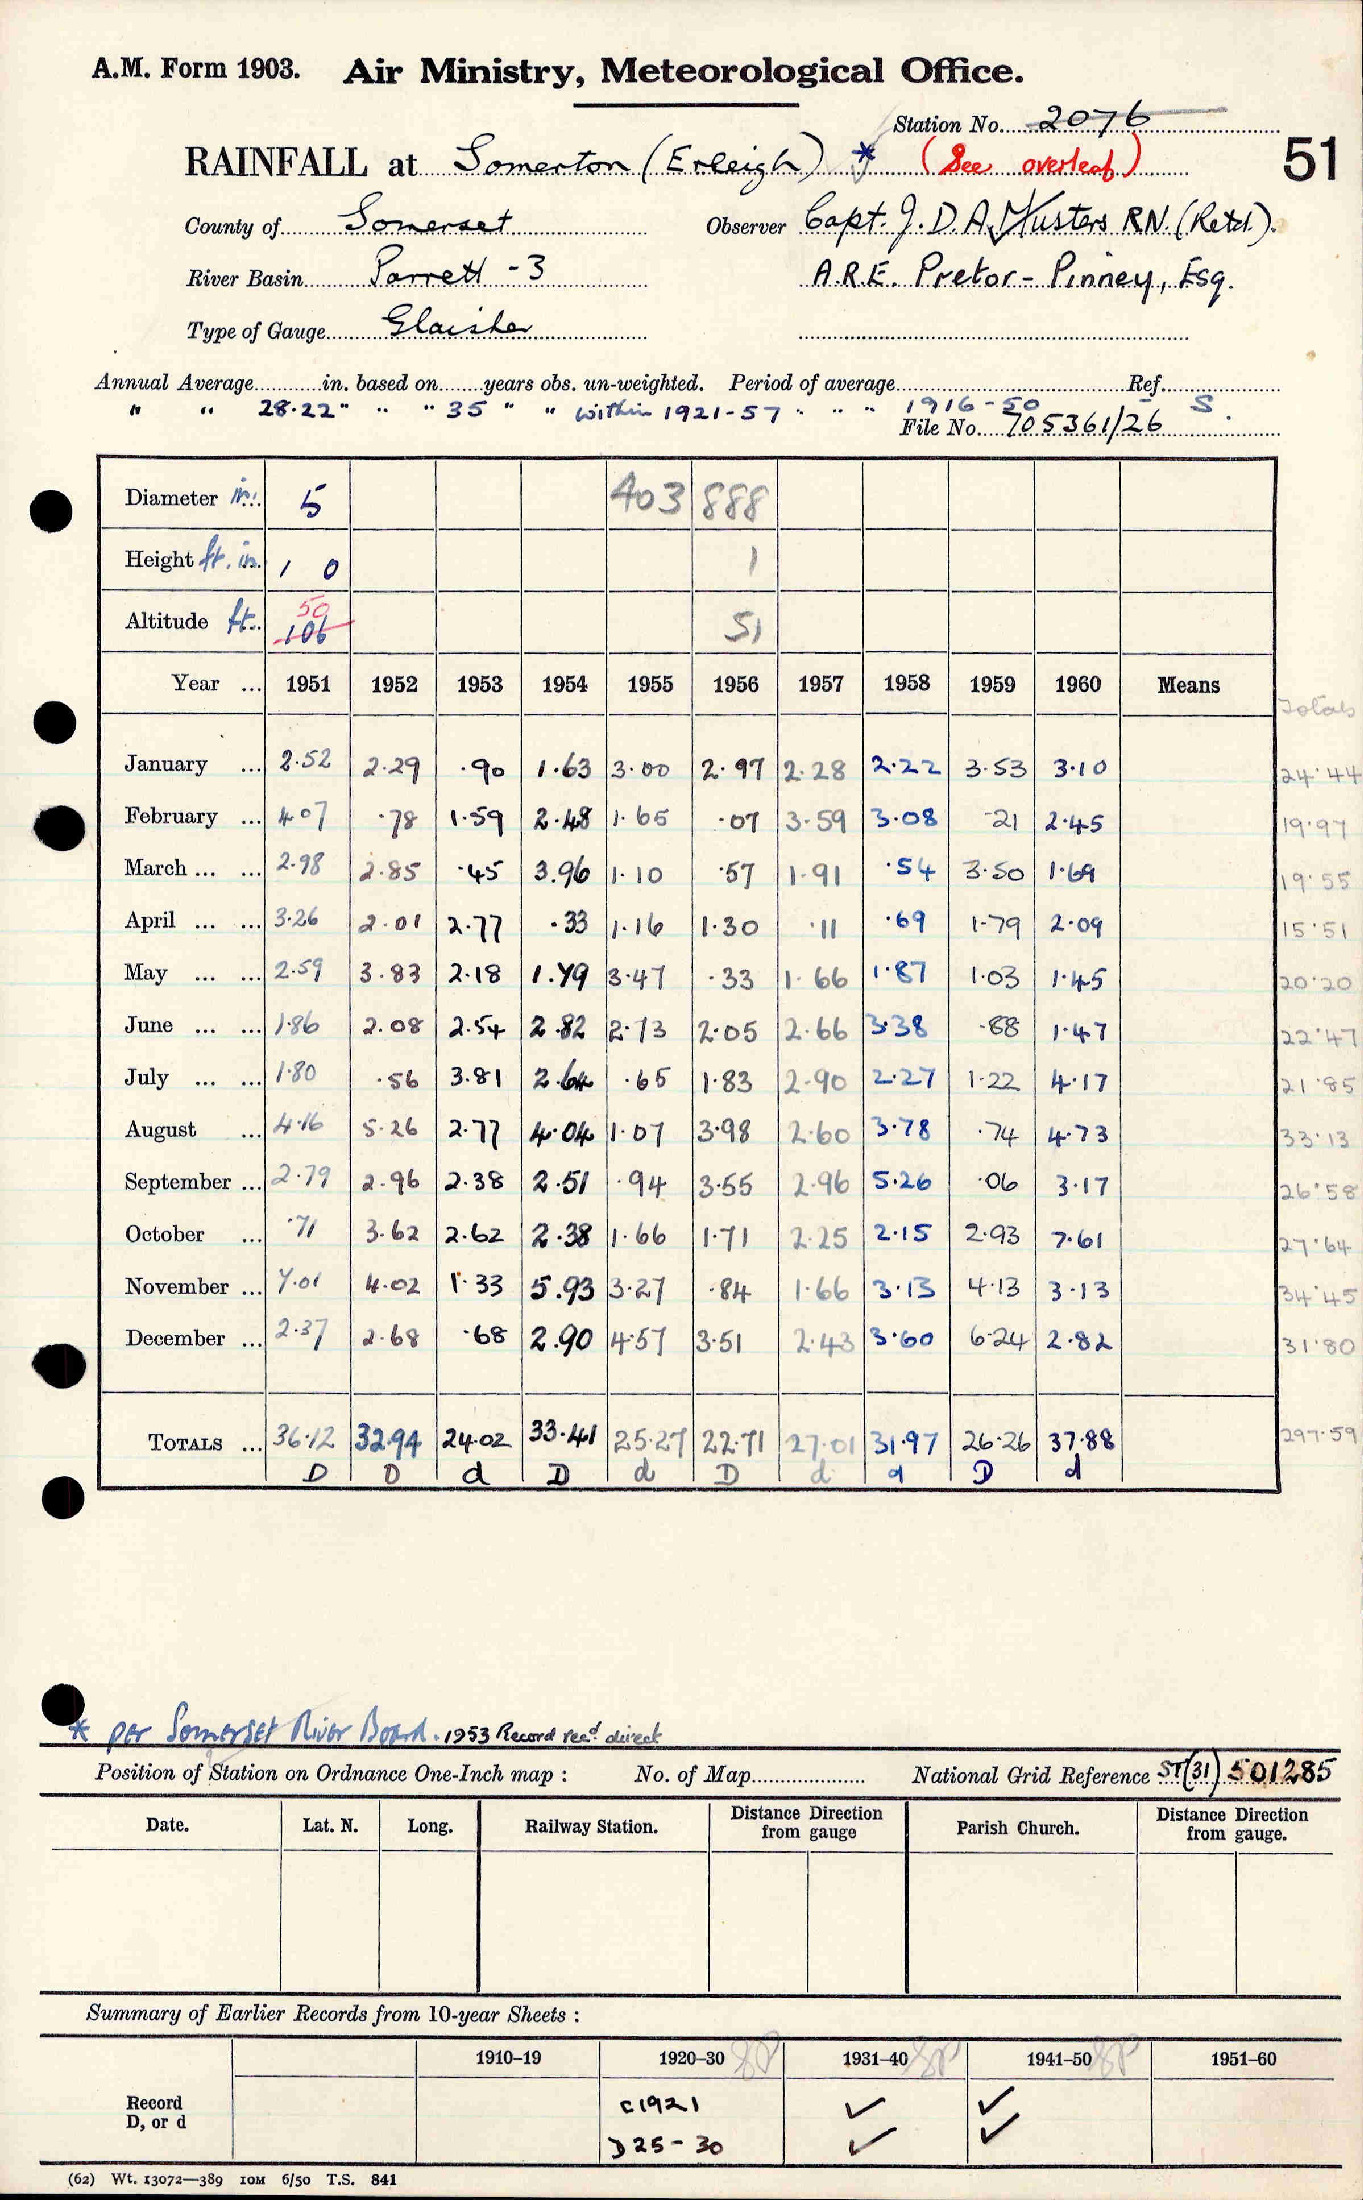 A.M. Form 1903. Air Ministry, Meteorological Office.
Station No. 2076
RAINFALL at Somerton (Erleigh) * (See overleaf) 51
County of Somerset Observer Capt. J. D. A. Musters RN. (Retd).
River Basin Parrett - 3 A.R.E. Pretor-Pinney, Esq.
Type of Gauge Glaisher
Annual Average in. based on years obs. un-weighted. Period of average Ref.
" " 28.22" " " 35 " " within 1921-57 " " " 1916-50 S.
File No. 705361/26
Diameter in. 5 403 888
Height ft. in. 1 0 1
Altitude ft. 50 106 51
Year ... 1951 1952 1953 1954 1955 1956 1957 1958 1959 1960 Means Totals
January ... 2.52 2.29 .90 1.63 3.00 2.97 2.28 2.22 3.53 3.10 24.44
February ... 4.07 .78 1.59 2.48 1.65 .07 3.59 3.08 .21 2.45 19.97
March ... ... 2.98 2.85 .45 3.96 1.10 .57 1.91 .54 3.50 1.69 19.55
April ... ... 3.26 2.01 2.77 .33 1.16 1.30 .11 .69 1.79 2.09 15.51
May ... ... 2.59 3.83 2.18 1.79 3.47 .33 1.66 1.87 1.03 1.45 20.20
June ... ... 1.86 2.08 2.54 2.82 2.73 2.05 2.66 3.38 .88 1.47 22.47
July ... ... 1.80 .56 3.81 2.64 .65 1.83 2.90 2.27 1.22 4.17 21.85
August ... 4.16 5.26 2.77 4.04 1.07 3.98 2.60 3.78 .74 4.73 33.13
September ... 2.79 2.96 2.38 2.51 .94 3.55 2.96 5.26 .06 3.17 26.58
October ... .71 3.62 2.62 2.38 1.66 1.71 2.25 2.15 2.93 7.61 27.64
November ... 7.01 4.02 1.33 5.93 3.27 .84 1.66 3.13 4.13 3.13 34.45
December ... 2.37 2.68 .68 2.90 4.57 3.51 2.43 3.60 6.24 2.82 31.80
TOTALS ... 36.12 32.94 24.02 33.41 25.27 22.71 27.01 31.97 26.26 37.88 297.59
D D d D d D d d D d
* per Somerset River Board. 1953 Record recd direct
Position of Station on Ordnance One-Inch map : No. of Map National Grid Reference ST(31) 501285
Date. Lat. N. Long. Railway Station. Distance Direction from gauge Parish Church. Distance Direction from gauge.
Summary of Earlier Records from 10-year Sheets :
1910–19 1920–30 1931–40 1941–50 1951–60
Record c1921 ✓ ✓
D, or d D 25-30 ✓ ✓
(62) Wt. 13072—389 10M 6/50 T.S. 841